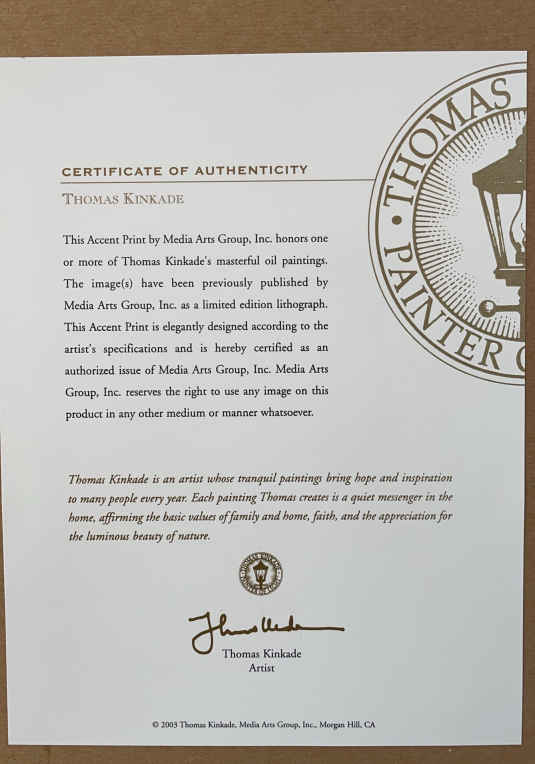 THOMAS
PAINTER
CERTIFICATE OF AUTHENTICITY
THOMAS KINKADE
This Accent Print by Media Arts Group, Inc. honors one
or more of Thomas Kinkade's masterful oil paintings.
The image(s) have been previously published by
Media Arts Group, Inc. as a limited edition lithograph.
This Accent Print is elegantly designed according to the
artist's specifications and is hereby certified as an
authorized issue of Media Arts Group, Inc. Media Arts
Group, Inc. reserves the right to use any image on this
product in any other medium or manner whatsoever.
Thomas Kinkade is an artist whose tranquil paintings bring hope and inspiration
to many people every year. Each painting Thomas creates is a quiet messenger in the
home, affirming the basic values of family and home, faith, and the appreciation for
the luminous beauty of nature.
Thomas Kinkade
Artist
© 2003 Thomas Kinkade, Media Arts Group, Inc., Morgan Hill, CA